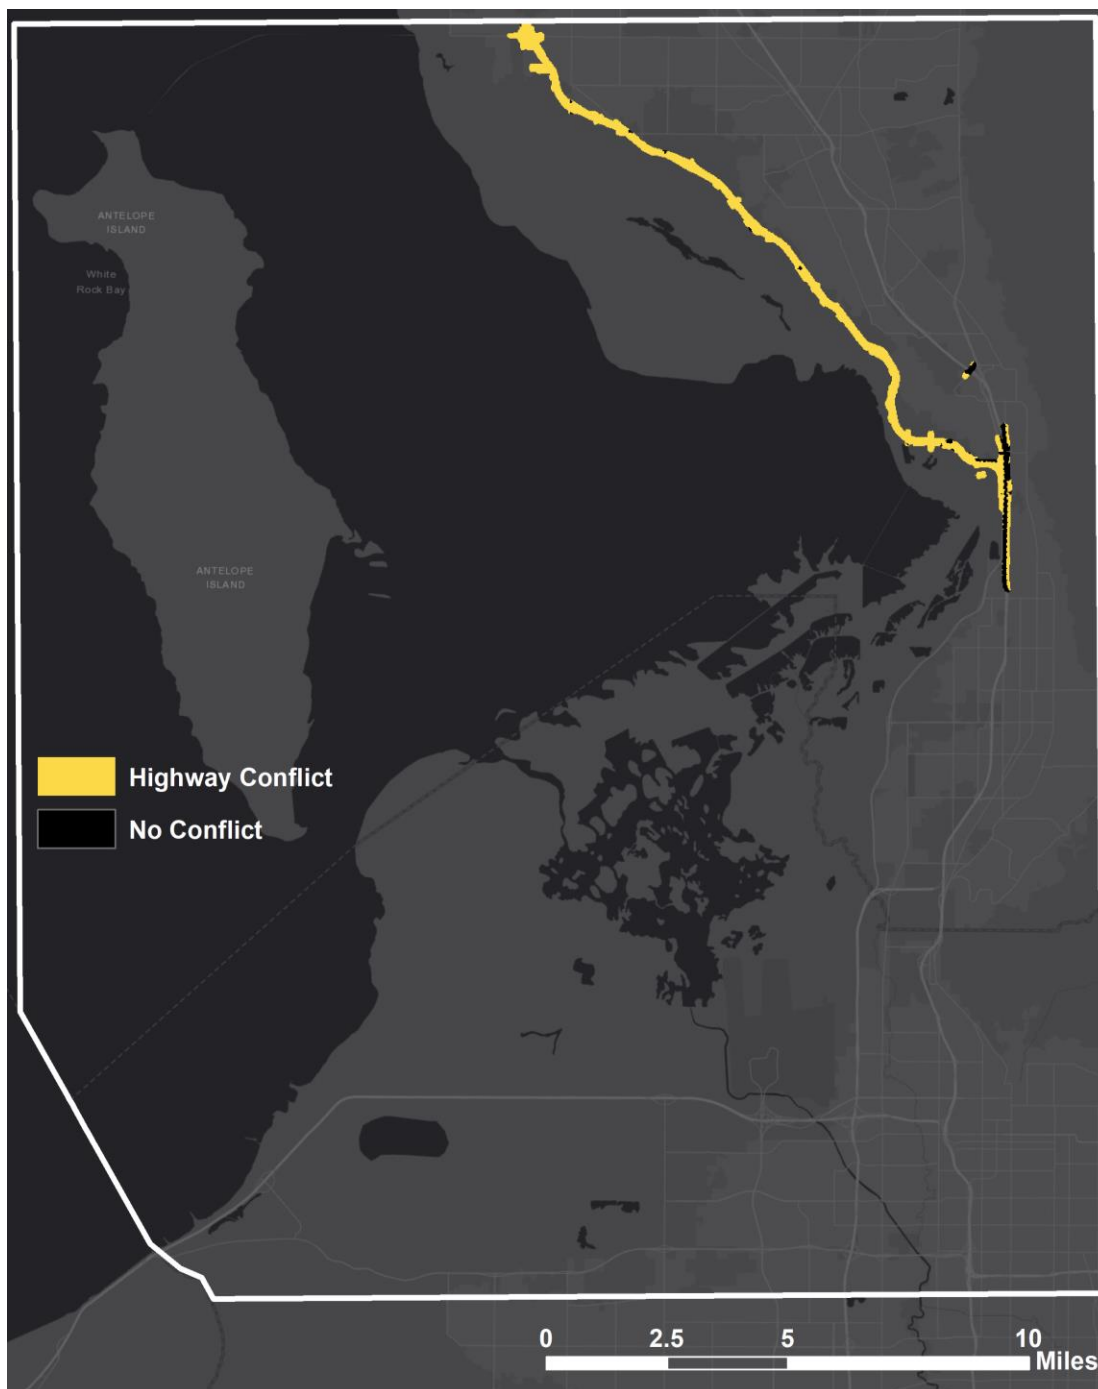 ANTELOPE
ISLAND
White
Rock Bay
ANTELOPE
ISLAND
Highway Conflict
No Conflict
0 2.5 5 10
Miles